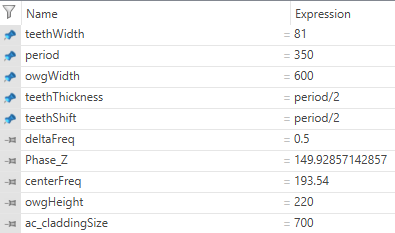 Name Expression
teethWidth = 81
period = 350
owgWidth = 600
teethThickness = period/2
teethShift = period/2
deltaFreq = 0.5
Phase_Z = 149.92857142857
centerFreq = 193.54
owgHeight = 220
ac_claddingSize = 700